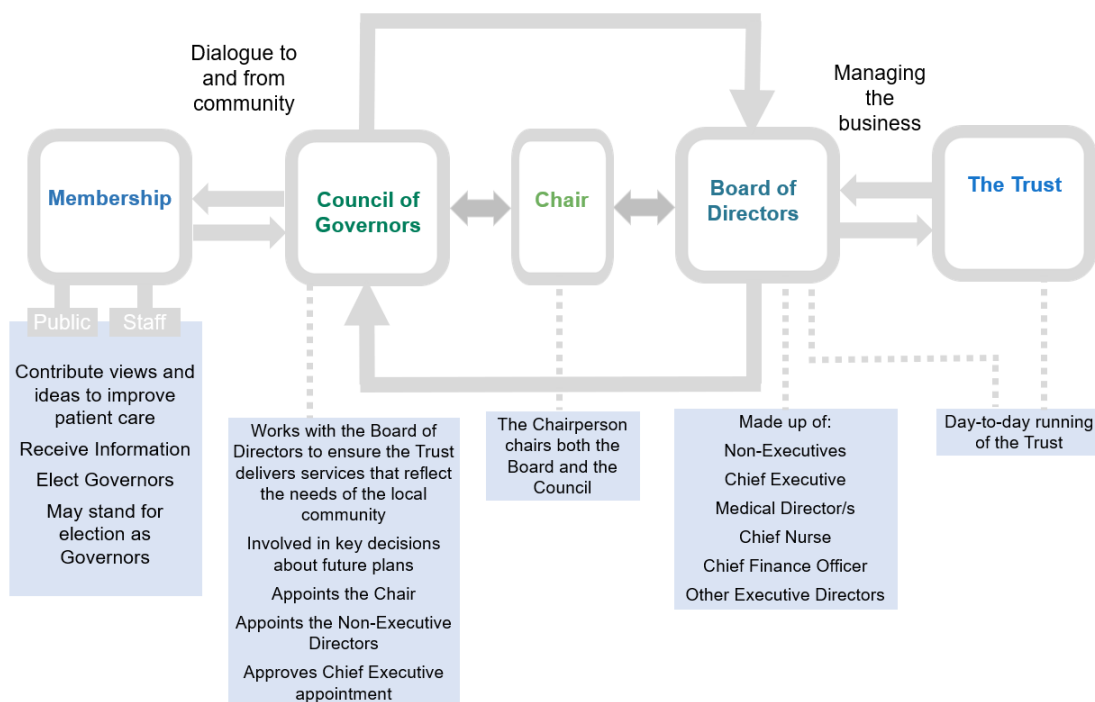 Dialogue to
and from
community
Managing
the
business
Membership
Council of
Governors
Chair
Board of
Directors
The Trust
Public
Staff
Contribute views and
ideas to improve
patient care
Receive Information
Elect Governors
May stand for
election as
Governors
Works with the Board of
Directors to ensure the Trust
delivers services that reflect
the needs of the local
community
Involved in key decisions
about future plans
Appoints the Chair
Appoints the Non-Executive
Directors
Approves Chief Executive
appointment
The Chairperson
chairs both the
Board and the
Council
Made up of:
Non-Executives
Chief Executive
Medical Director/s
Chief Nurse
Chief Finance Officer
Other Executive Directors
Day-to-day running
of the Trust